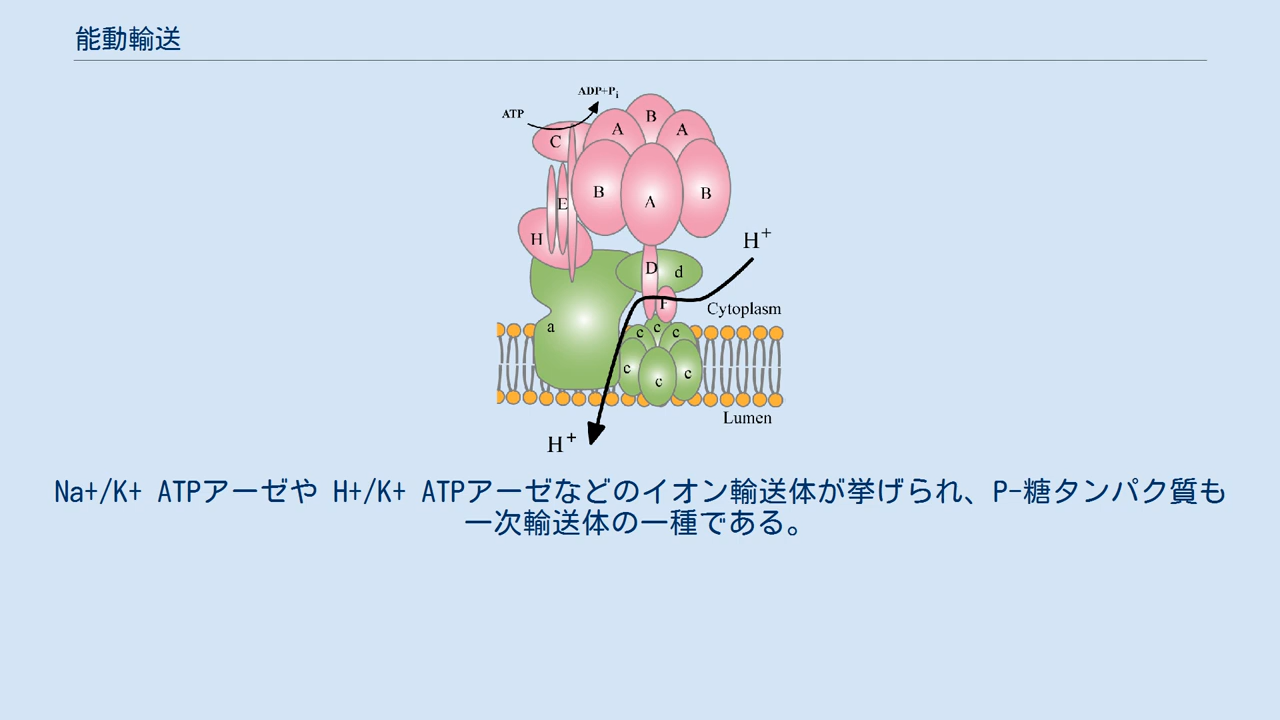 能動輸送
ADP+Pi
ATP
B
A
A
C
B
A
B
E
H
H+
D
d
F
Cytoplasm
a
c
c
c
c
c
c
Lumen
H+
Na+/K+ ATPアーゼや H+/K+ ATPアーゼなどのイオン輸送体が挙げられ、P-糖タンパク質も
一次輸送体の一種である。